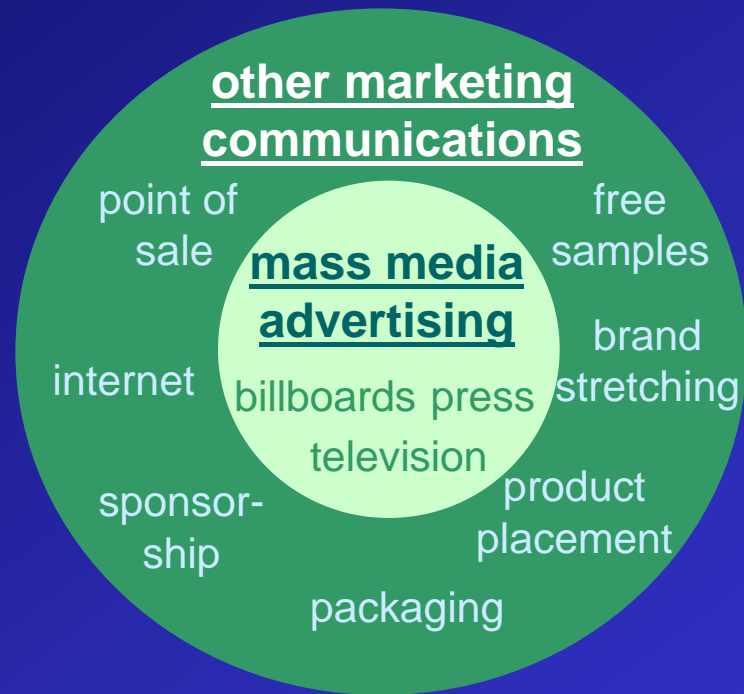 other marketing
communications
point of
sale
free
samples
mass media
advertising
billboards press
television
internet
brand
stretching
sponsor-
ship
product
placement
packaging